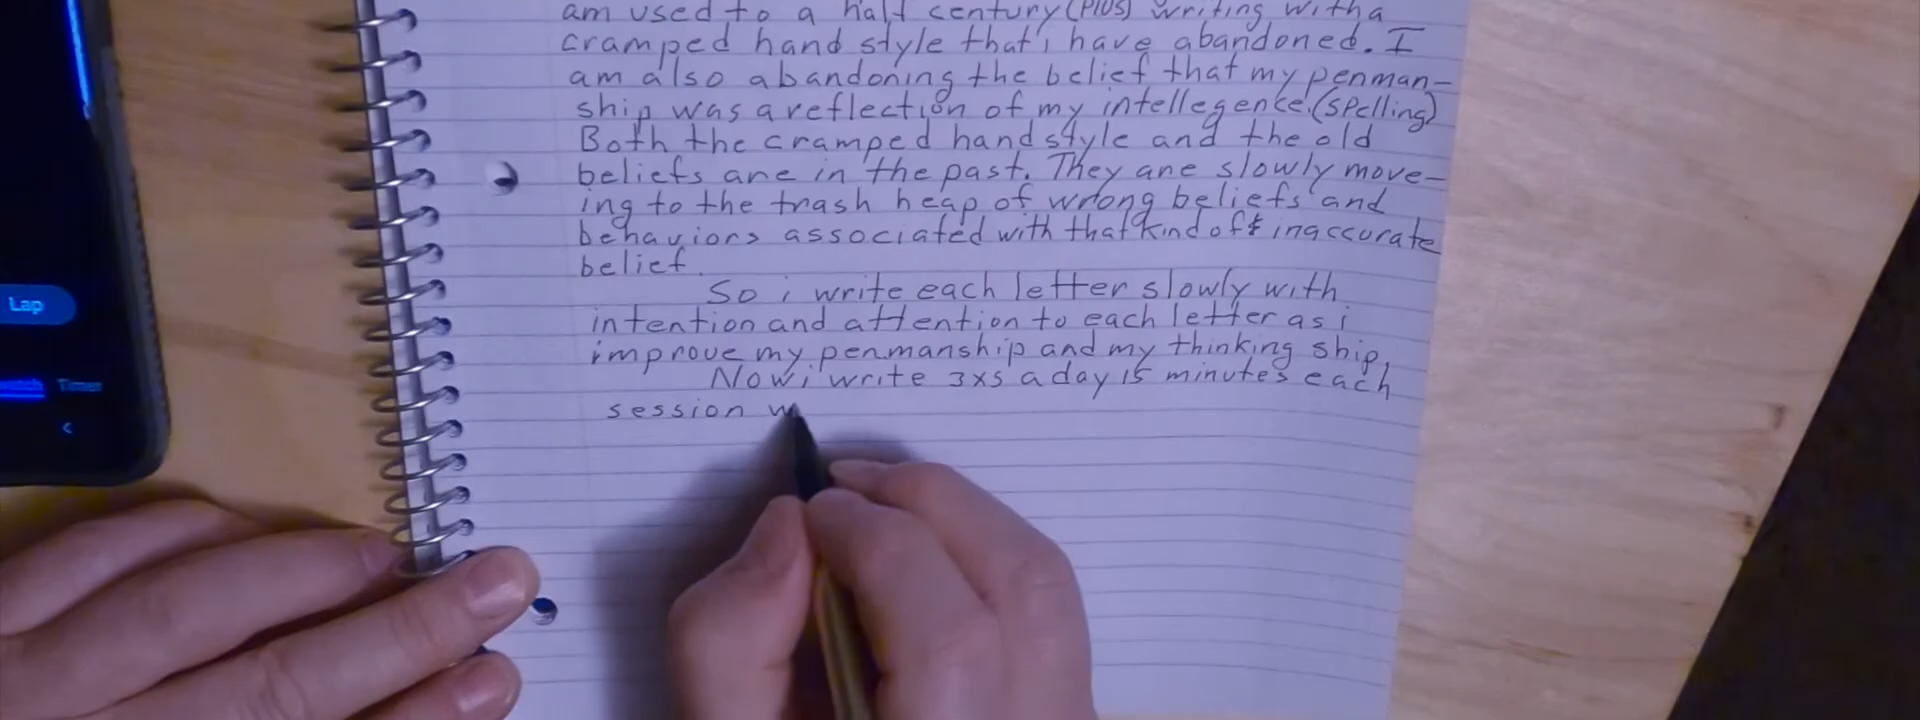 Lap
Timer
am used to a half century (plus) writing with a
cramped hand style that i have abandoned. I
am also abandoning the belief that my penman-
ship was a reflection of my intellegence. (spelling)
Both the cramped hand style and the old
beliefs are in the past. They are slowly move-
ing to the trash heap of wrong beliefs and
behaviors associated with that kind of inaccurate
belief.
So i write each letter slowly with
intention and attention to each letter as i
improve my penmanship and my thinking ship.
Now i write 3xs a day 15 minutes each
session w